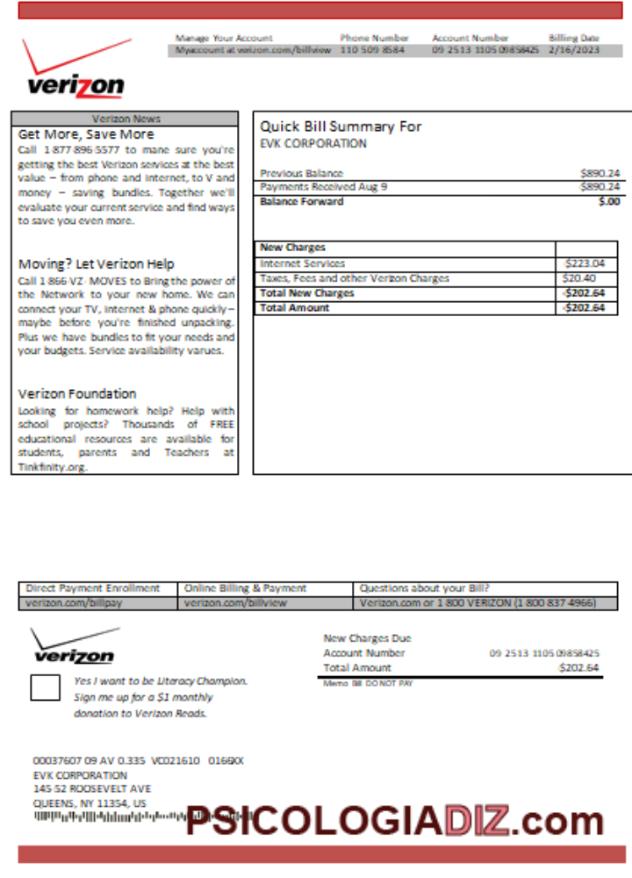 Manage Your Account Phone Number Account Number Billing Date
Myaccount at verizon.com/billview 110 509 8584 09 2513 1105 09858425 2/16/2023
verizon
Verizon News
Get More, Save More
Call 1 877 896 5577 to mane sure you're
getting the best Verizon services at the best
value – from phone and Internet, to V and
money – saving bundles. Together we'll
evaluate your current service and find ways
to save you even more.
Moving? Let Verizon Help
Call 1 866 VZ MOVES to Bring the power of
the Network to your new home. We can
connect your TV, internet & phone quickly –
maybe before you're finished unpacking.
Plus we have bundles to fit your needs and
your budgets. Service availability varues.
Verizon Foundation
Looking for homework help? Help with
school projects? Thousands of FREE
educational resources are available for
students, parents and Teachers at
Tinkfinity.org.
Quick Bill Summary For
EVK CORPORATION
Previous Balance $890.24
Payments Received Aug 9 -$890.24
Balance Forward $.00
New Charges
Internet Services -$223.04
Taxes, Fees and other Verizon Charges $20.40
Total New Charges -$202.64
Total Amount -$202.64
Direct Payment Enrollment Online Billing & Payment Questions about your Bill?
verizon.com/billpay verizon.com/billview Verizon.com or 1 800 VERIZON (1 800 837 4966)
verizon
Yes I want to be Literacy Champion.
Sign me up for a $1 monthly
donation to Verizon Reads.
New Charges Due
Account Number 09 2513 1105 09858425
Total Amount -$202.64
Memo Bill DO NOT PAY
00037607 09 AV 0.335 VC021610
EVK CORPORATION
145 52 ROOSEVELT AVE
QUEENS, NY 11354, US
PSICOLOGIADIZ.com